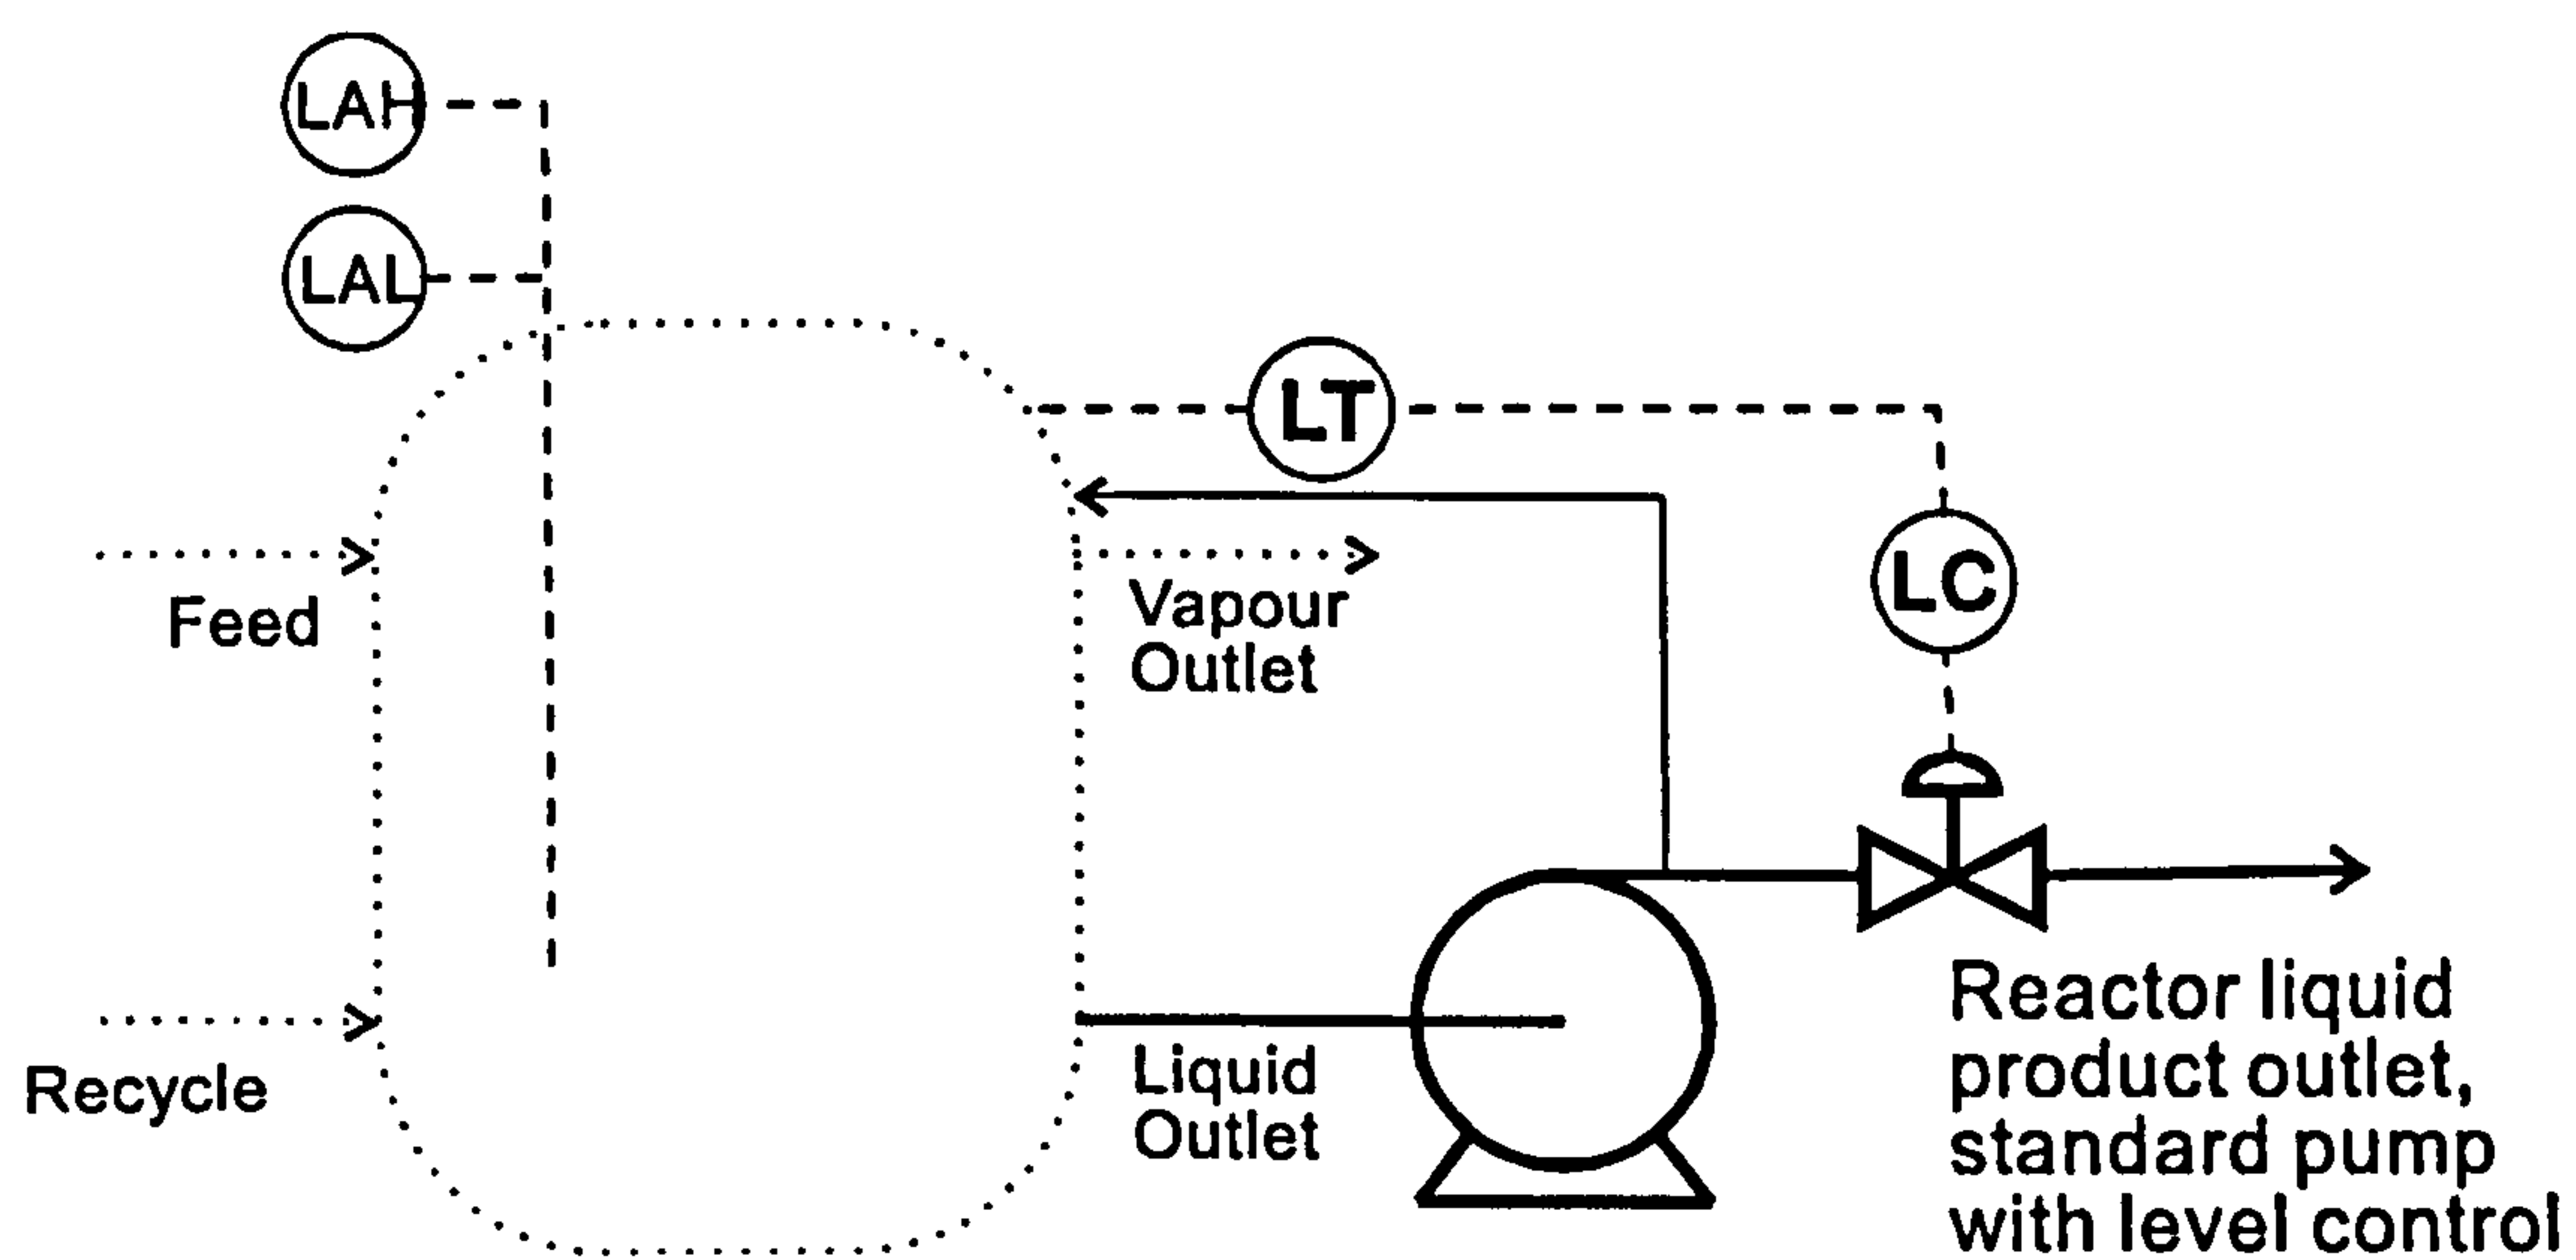 LAH
LAL
LT
LC
Feed
Vapour
Outlet
Recycle
Liquid
Outlet
Reactor liquid
product outlet,
standard pump
with level control